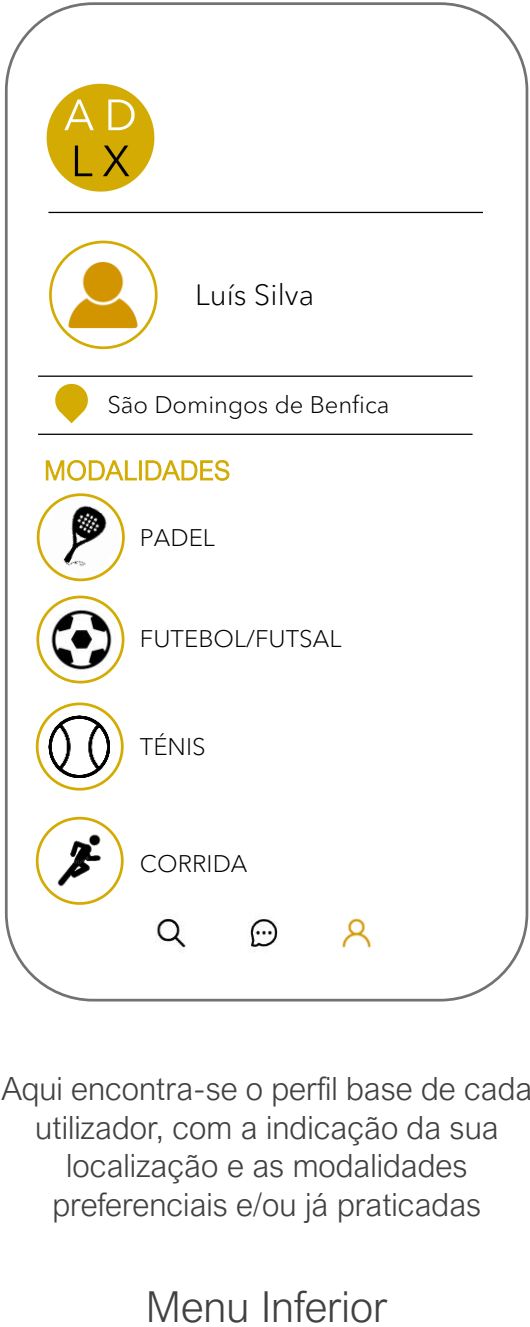 A D
L X
Luís Silva
São Domingos de Benfica
MODALIDADES
PADEL
FUTEBOL/FUTSAL
TÉNIS
CORRIDA
Aqui encontra-se o perfil base de cada
utilizador, com a indicação da sua
localização e as modalidades
preferenciais e/ou já praticadas
Menu Inferior